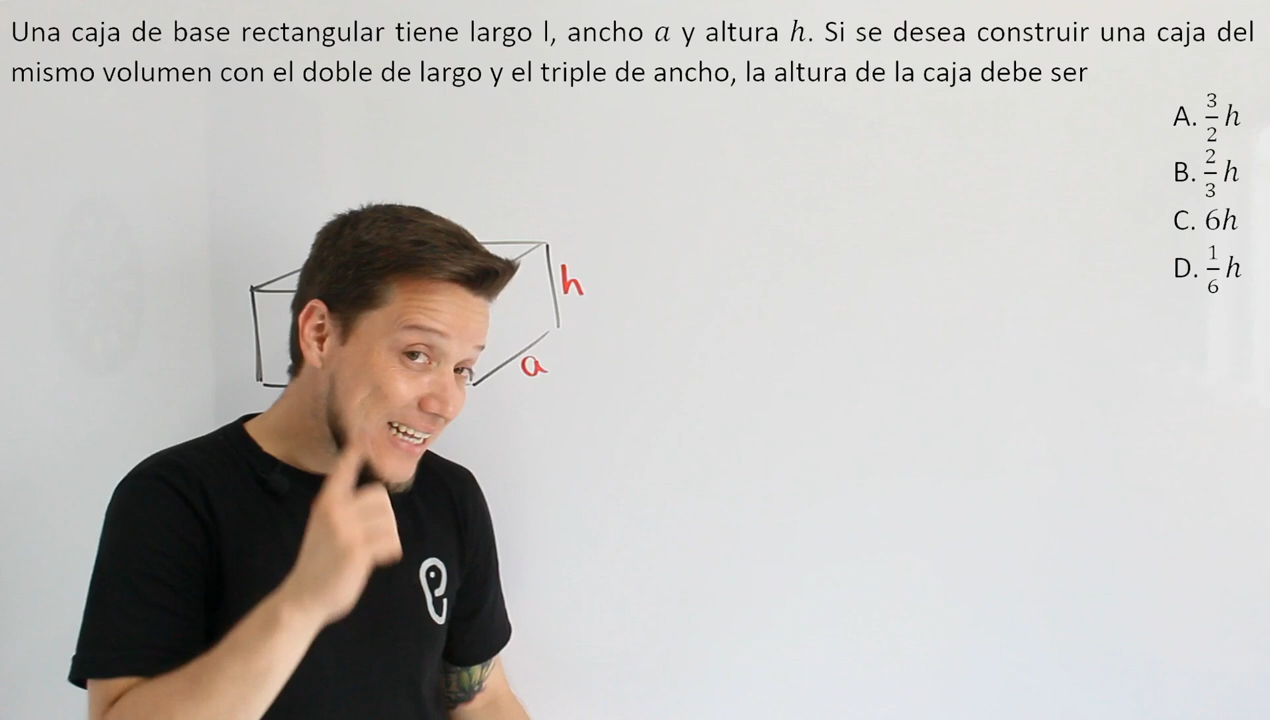 Una caja de base rectangular tiene largo l, ancho a y altura h. Si se desea construir una caja del
mismo volumen con el doble de largo y el triple de ancho, la altura de la caja debe ser
A. 3/2 h
B. 2/3 h
C. 6h
D. 1/6 h
h
a
e